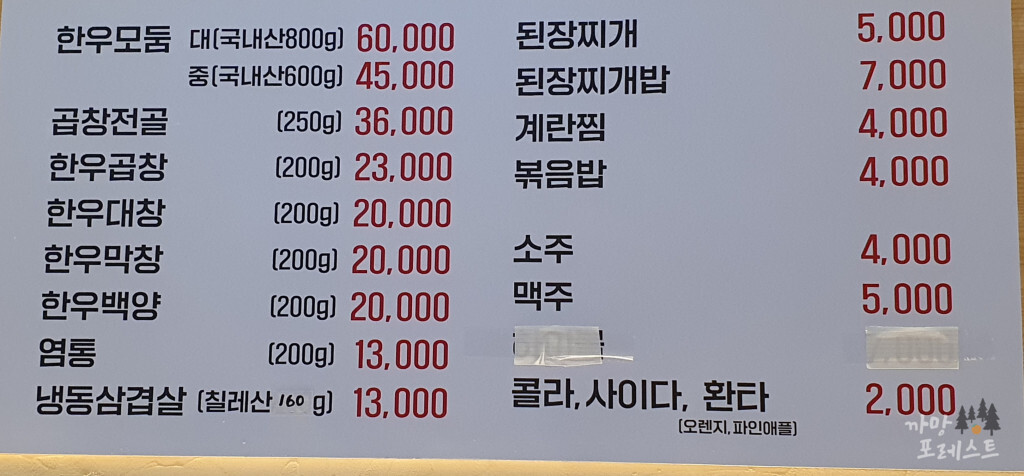 한우모둠 대(국내산800g) 60,000
중(국내산600g) 45,000
곱창전골 (250g) 36,000
한우곱창 (200g) 23,000
한우대창 (200g) 20,000
한우막창 (200g) 20,000
한우백양 (200g) 20,000
염통 (200g) 13,000
냉동삼겹살 (칠레산 160 g) 13,000
된장찌개 5,000
된장찌개밥 7,000
계란찜 4,000
볶음밥 4,000
소주 4,000
맥주 5,000
콜라,사이다, 환타 2,000
(오렌지,파인애플)
까망
포레스트